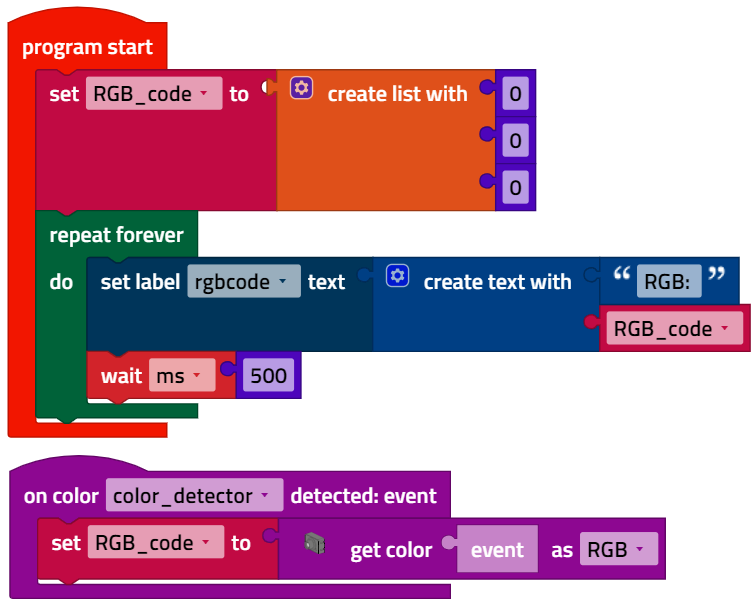 program start
set RGB_code to create list with 0
0
0
repeat forever
do set label rgbcode text create text with “ RGB: ”
RGB_code
wait ms 500
on color color_detector detected: event
set RGB_code to get color event as RGB